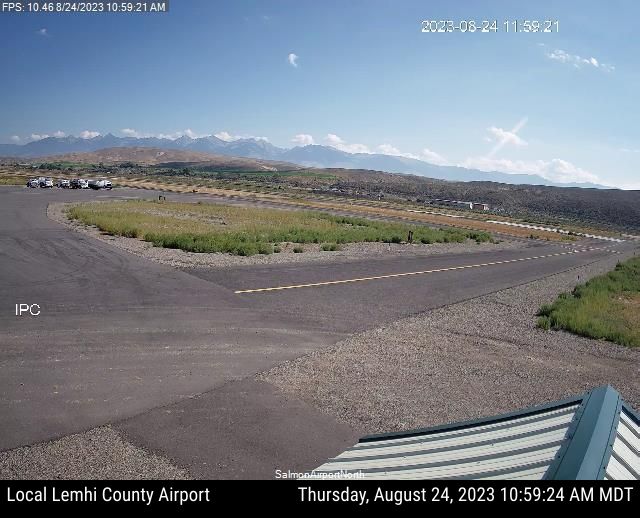 FPS: 10.46 8/24/2023 10:59:21 AM
2023-08-24 11:59:21
IPC
SalmonAirportNorth
Local Lemhi County Airport Thursday, August 24, 2023 10:59:24 AM MDT